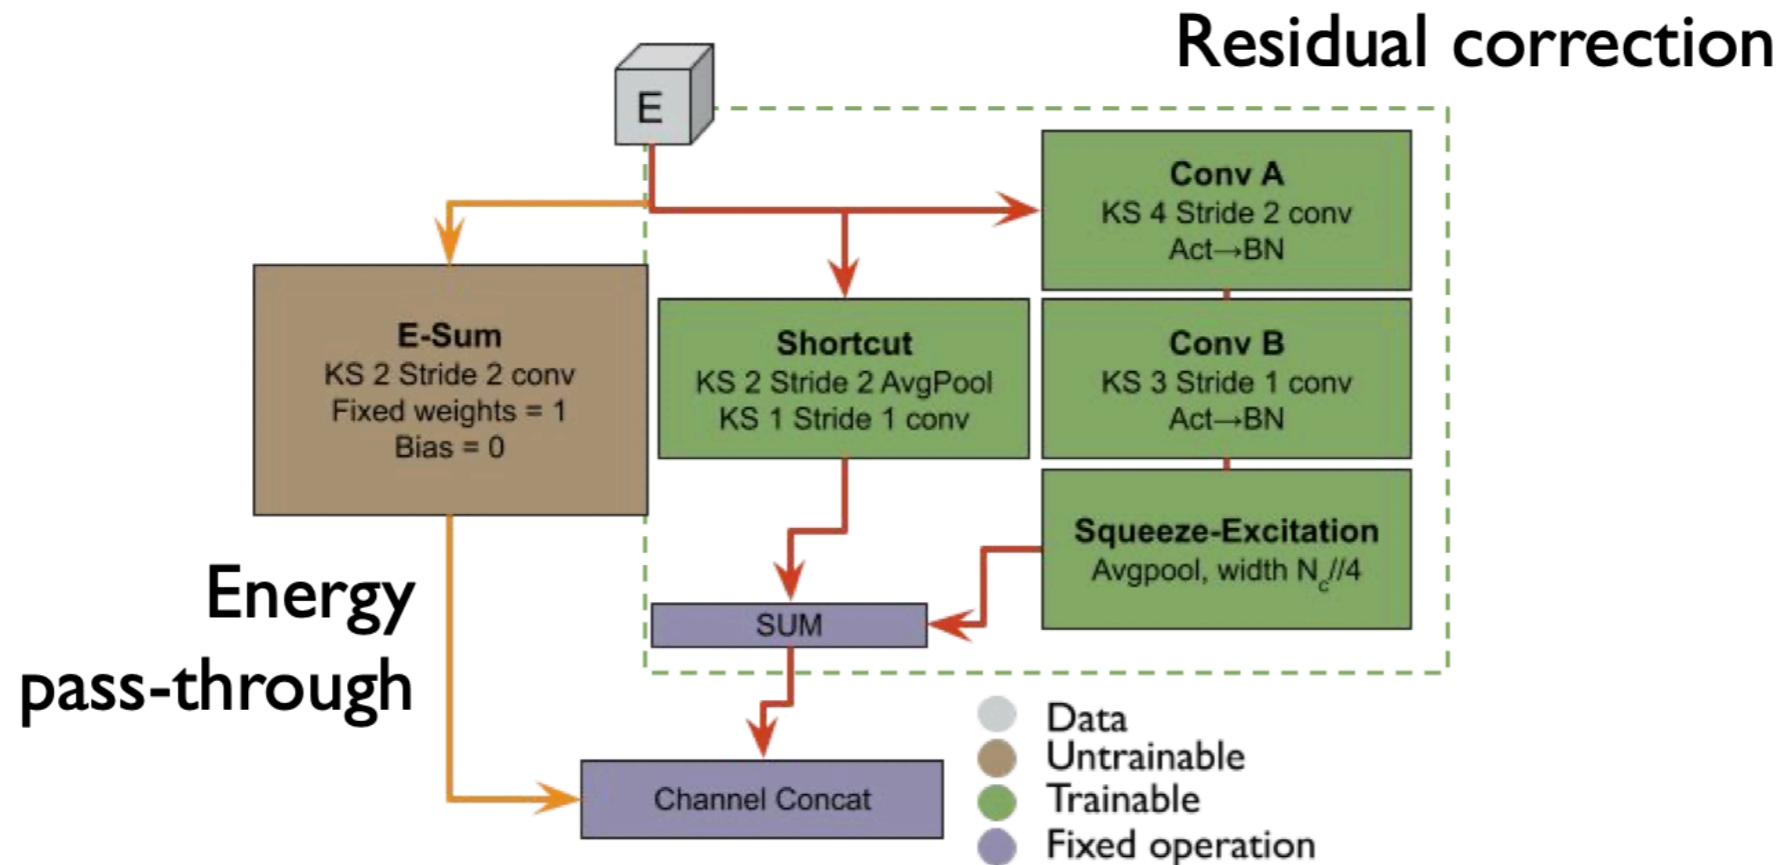 Residual correction
E
Conv A
KS 4 Stride 2 conv
Act→BN
E-Sum
KS 2 Stride 2 conv
Fixed weights = 1
Bias = 0
Shortcut
KS 2 Stride 2 AvgPool
KS 1 Stride 1 conv
Conv B
KS 3 Stride 1 conv
Act→BN
Squeeze-Excitation
Avgpool, width N_c//4
Energy
pass-through
SUM
Channel Concat
Data
Untrainable
Trainable
Fixed operation